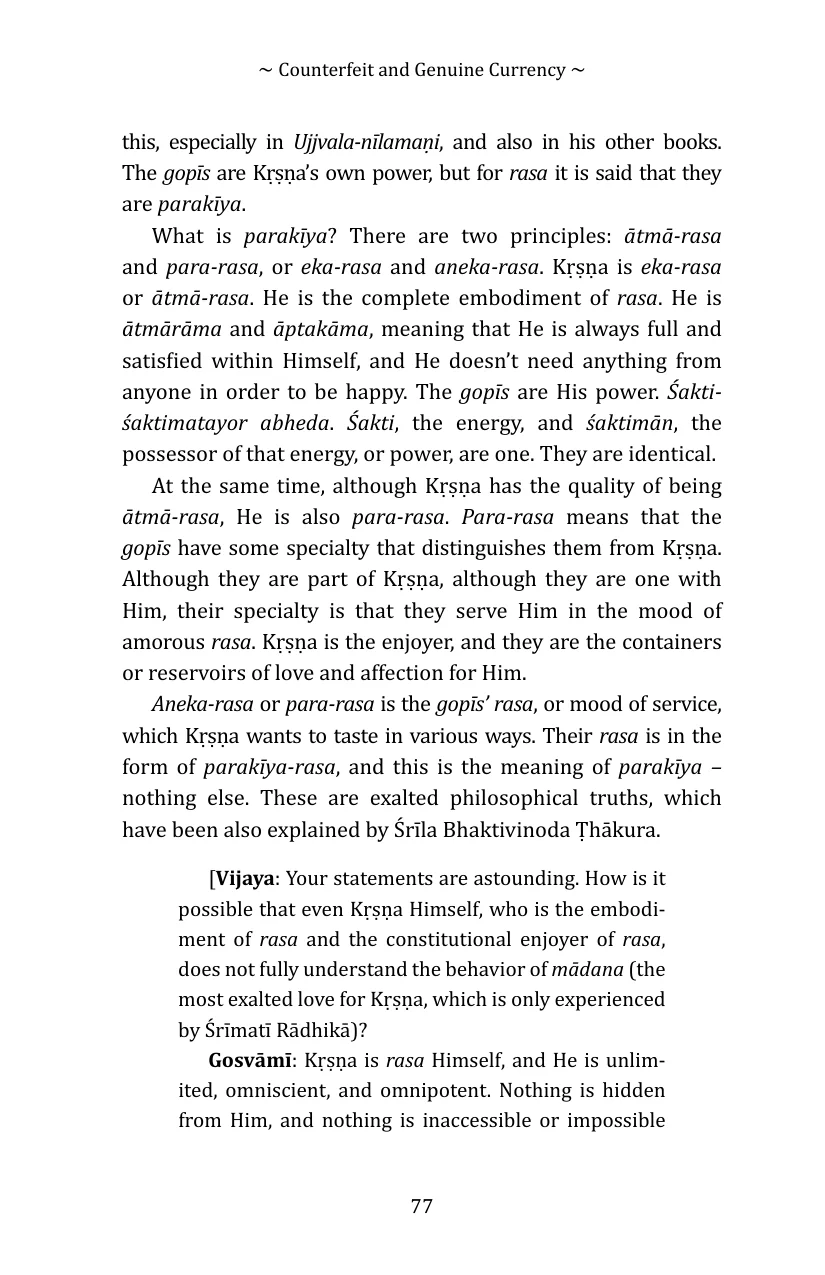 ~ Counterfeit and Genuine Currency ~
this, especially in Ujjvala-nīlamaṇi, and also in his other books.
The gopīs are Kṛṣṇa’s own power, but for rasa it is said that they
are parakīya.
What is parakīya? There are two principles: ātmā-rasa
and para-rasa, or eka-rasa and aneka-rasa. Kṛṣṇa is eka-rasa
or ātmā-rasa. He is the complete embodiment of rasa. He is
ātmārāma and āptakāma, meaning that He is always full and
satisfied within Himself, and He doesn’t need anything from
anyone in order to be happy. The gopīs are His power. Śakti-
śaktimatayor abheda. Śakti, the energy, and śaktimān, the
possessor of that energy, or power, are one. They are identical.
At the same time, although Kṛṣṇa has the quality of being
ātmā-rasa, He is also para-rasa. Para-rasa means that the
gopīs have some specialty that distinguishes them from Kṛṣṇa.
Although they are part of Kṛṣṇa, although they are one with
Him, their specialty is that they serve Him in the mood of
amorous rasa. Kṛṣṇa is the enjoyer, and they are the containers
or reservoirs of love and affection for Him.
Aneka-rasa or para-rasa is the gopīs’ rasa, or mood of service,
which Kṛṣṇa wants to taste in various ways. Their rasa is in the
form of parakīya-rasa, and this is the meaning of parakīya –
nothing else. These are exalted philosophical truths, which
have been also explained by Śrīla Bhaktivinoda Ṭhākura.
[Vijaya: Your statements are astounding. How is it
possible that even Kṛṣṇa Himself, who is the embodi-
ment of rasa and the constitutional enjoyer of rasa,
does not fully understand the behavior of mādana (the
most exalted love for Kṛṣṇa, which is only experienced
by Śrīmatī Rādhikā)?
Gosvāmī: Kṛṣṇa is rasa Himself, and He is unlim-
ited, omniscient, and omnipotent. Nothing is hidden
from Him, and nothing is inaccessible or impossible
77